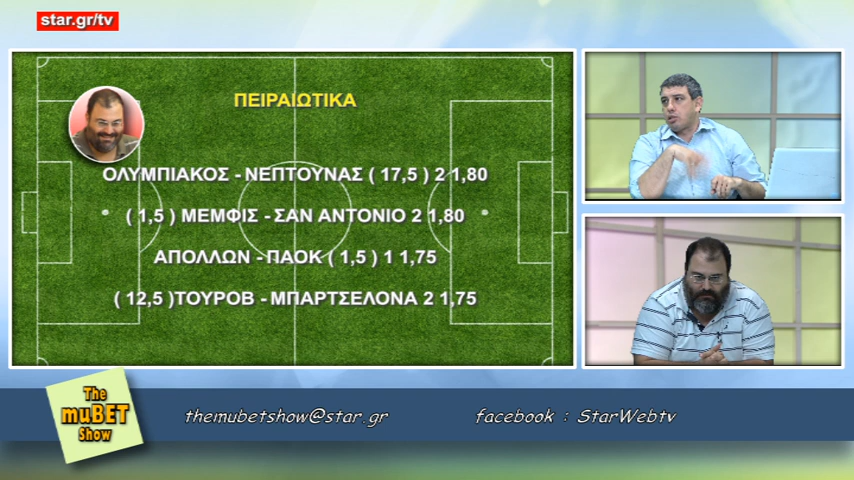 star.gr/tv
ΠΕΙΡΑΙΩΤΙΚΑ
ΟΛΥΜΠΙΑΚΟΣ - ΝΕΠΤΟΥΝΑΣ ( 17,5 ) 2 1,80
( 1,5 ) ΜΕΜΦΙΣ - ΣΑΝ ΑΝΤΟΝΙΟ 2 1,80
ΑΠΟΛΛΩΝ - ΠΑΟΚ ( 1,5 ) 1 1,75
( 12,5 )ΤΟΥΡΟΒ - ΜΠΑΡΤΣΕΛΟΝΑ 2 1,75
The
muBET
Show
themubetshow@star.gr
facebook : StarWebtv